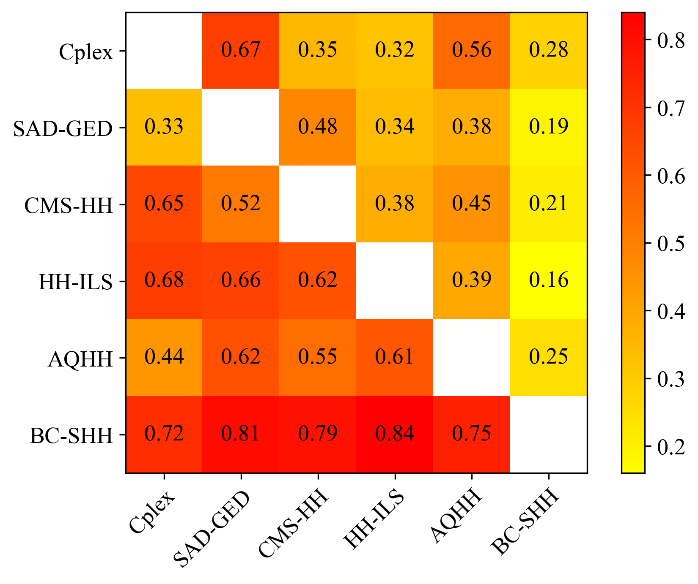 Cplex 0.67 0.35 0.32 0.56 0.28
SAD-GED 0.33 0.48 0.34 0.38 0.19
CMS-HH 0.65 0.52 0.38 0.45 0.21
HH-ILS 0.68 0.66 0.62 0.39 0.16
AQHH 0.44 0.62 0.55 0.61 0.25
BC-SHH 0.72 0.81 0.79 0.84 0.75
Cplex SAD-GED CMS-HH HH-ILS AQHH BC-SHH
0.8
0.7
0.6
0.5
0.4
0.3
0.2